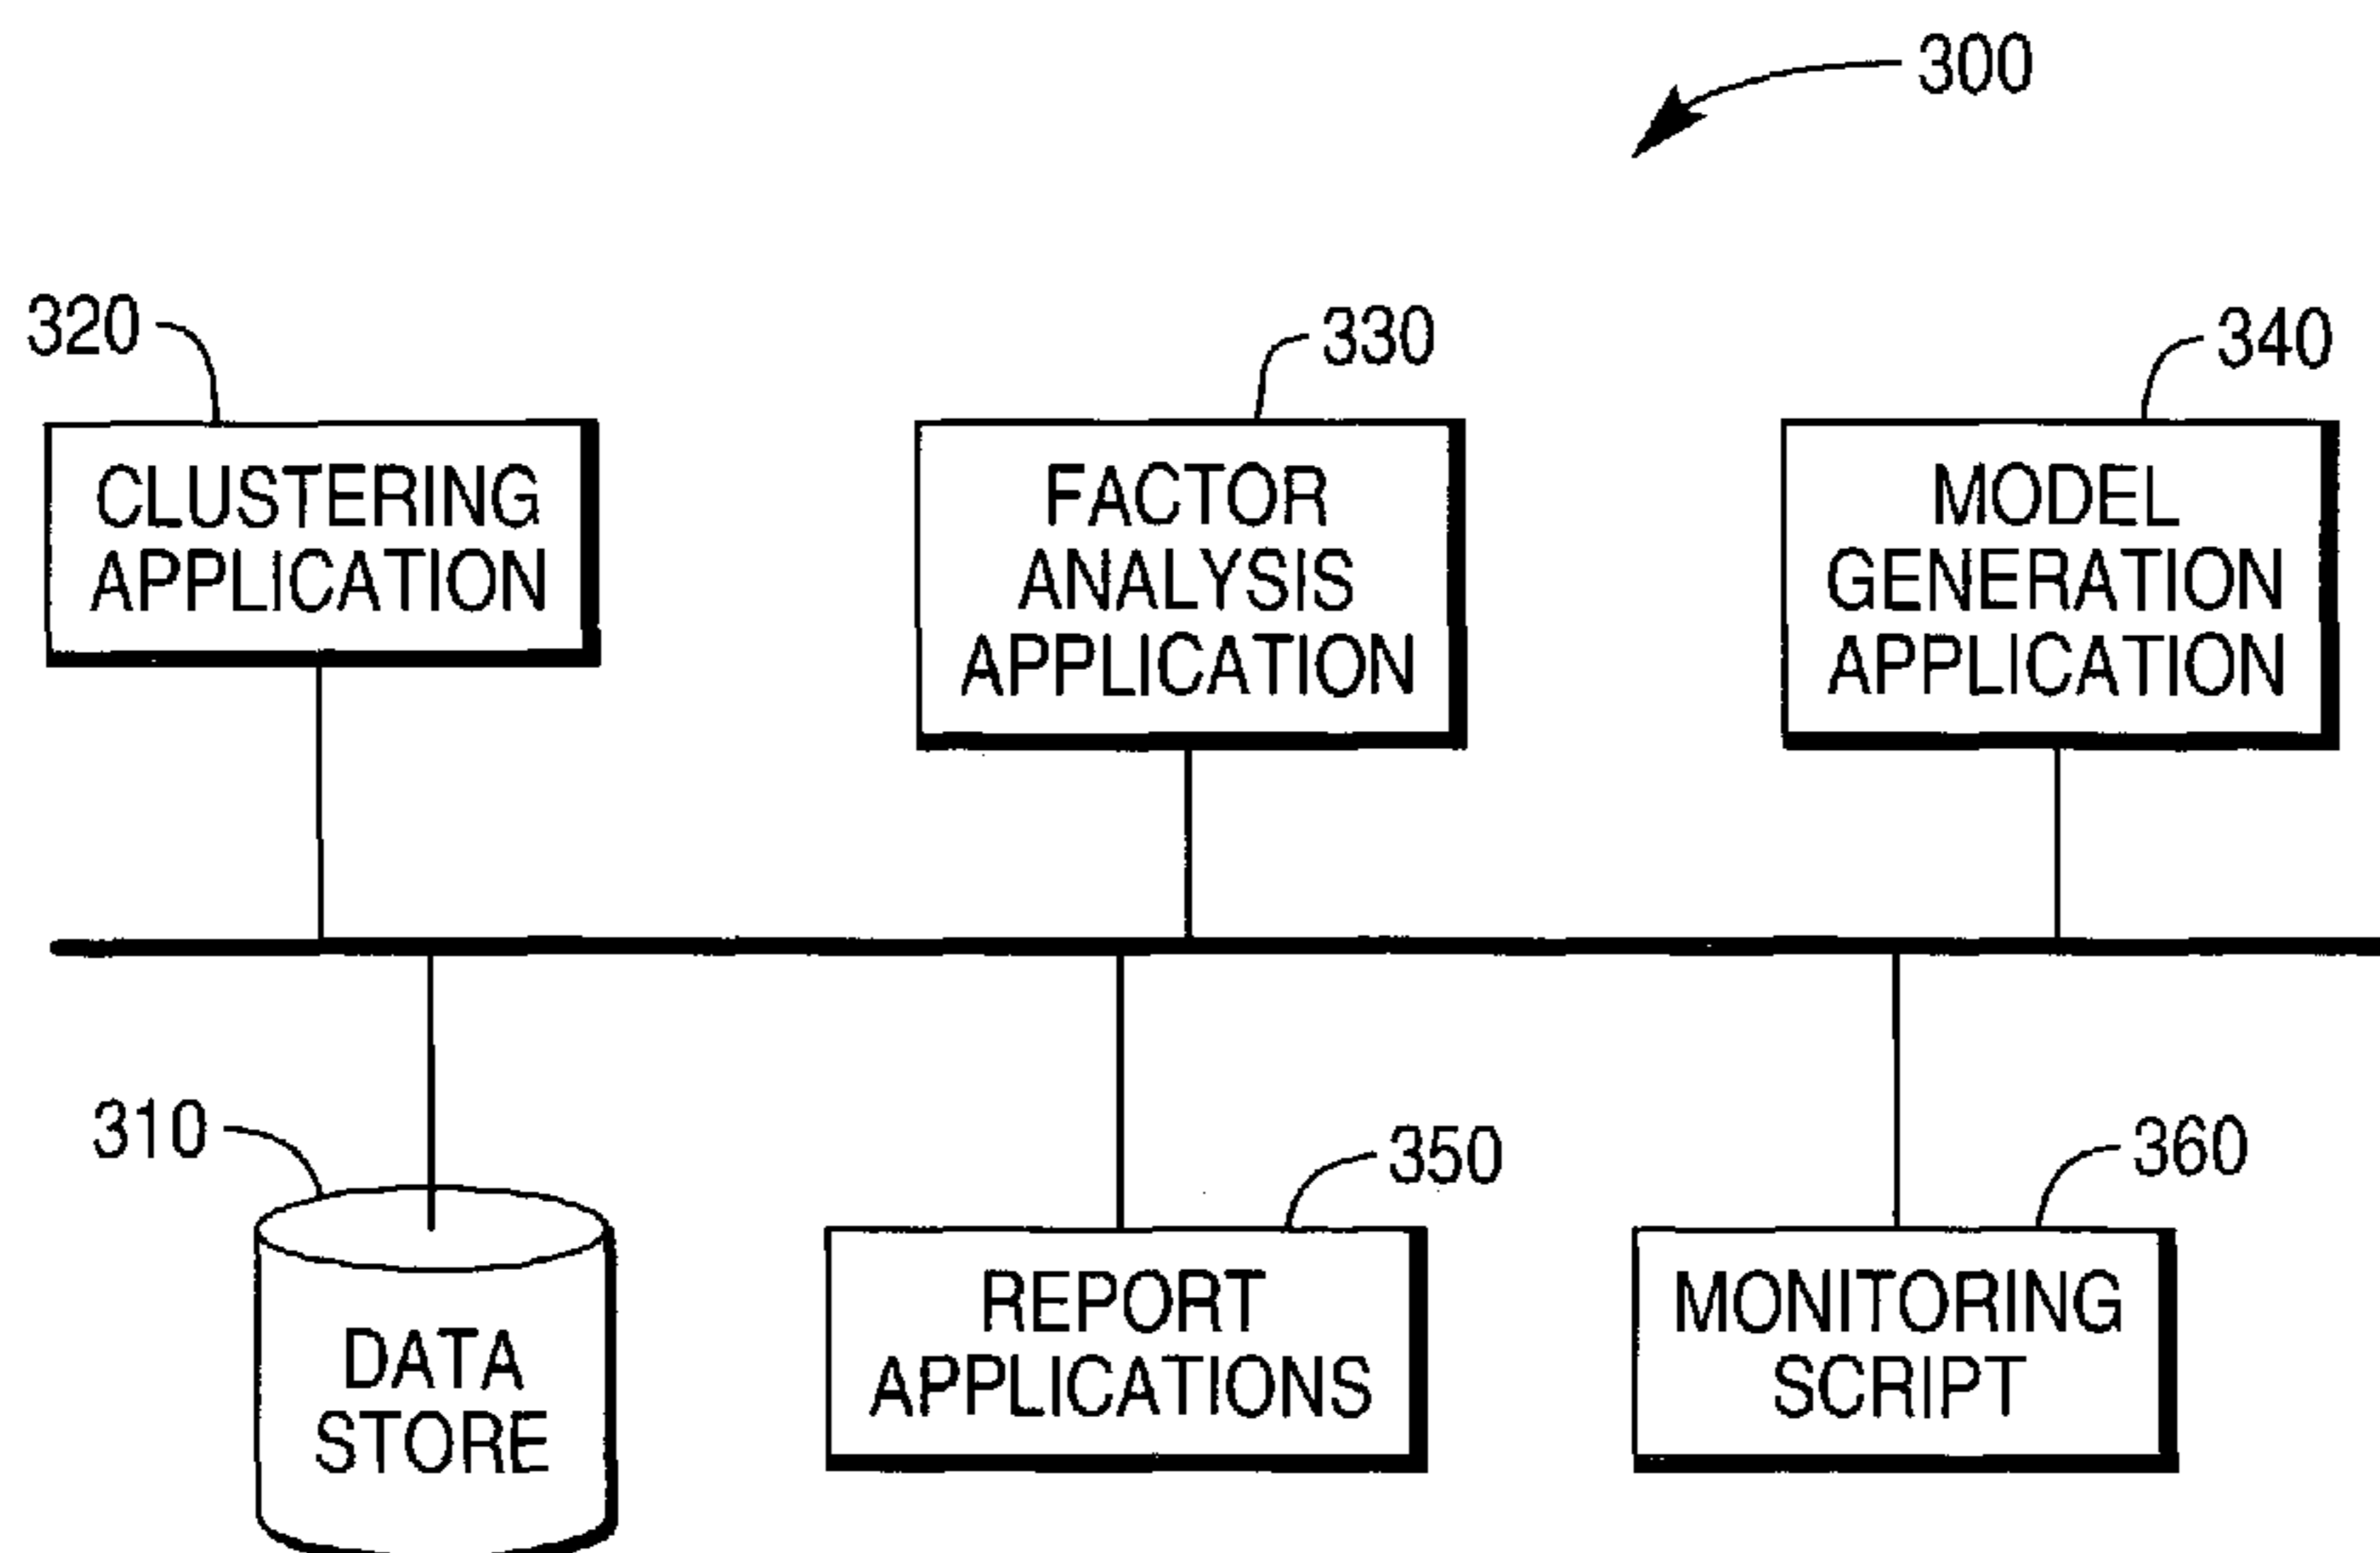 300
320
CLUSTERING
APPLICATION
330
FACTOR
ANALYSIS
APPLICATION
340
MODEL
GENERATION
APPLICATION
310
DATA
STORE
350
REPORT
APPLICATIONS
360
MONITORING
SCRIPT